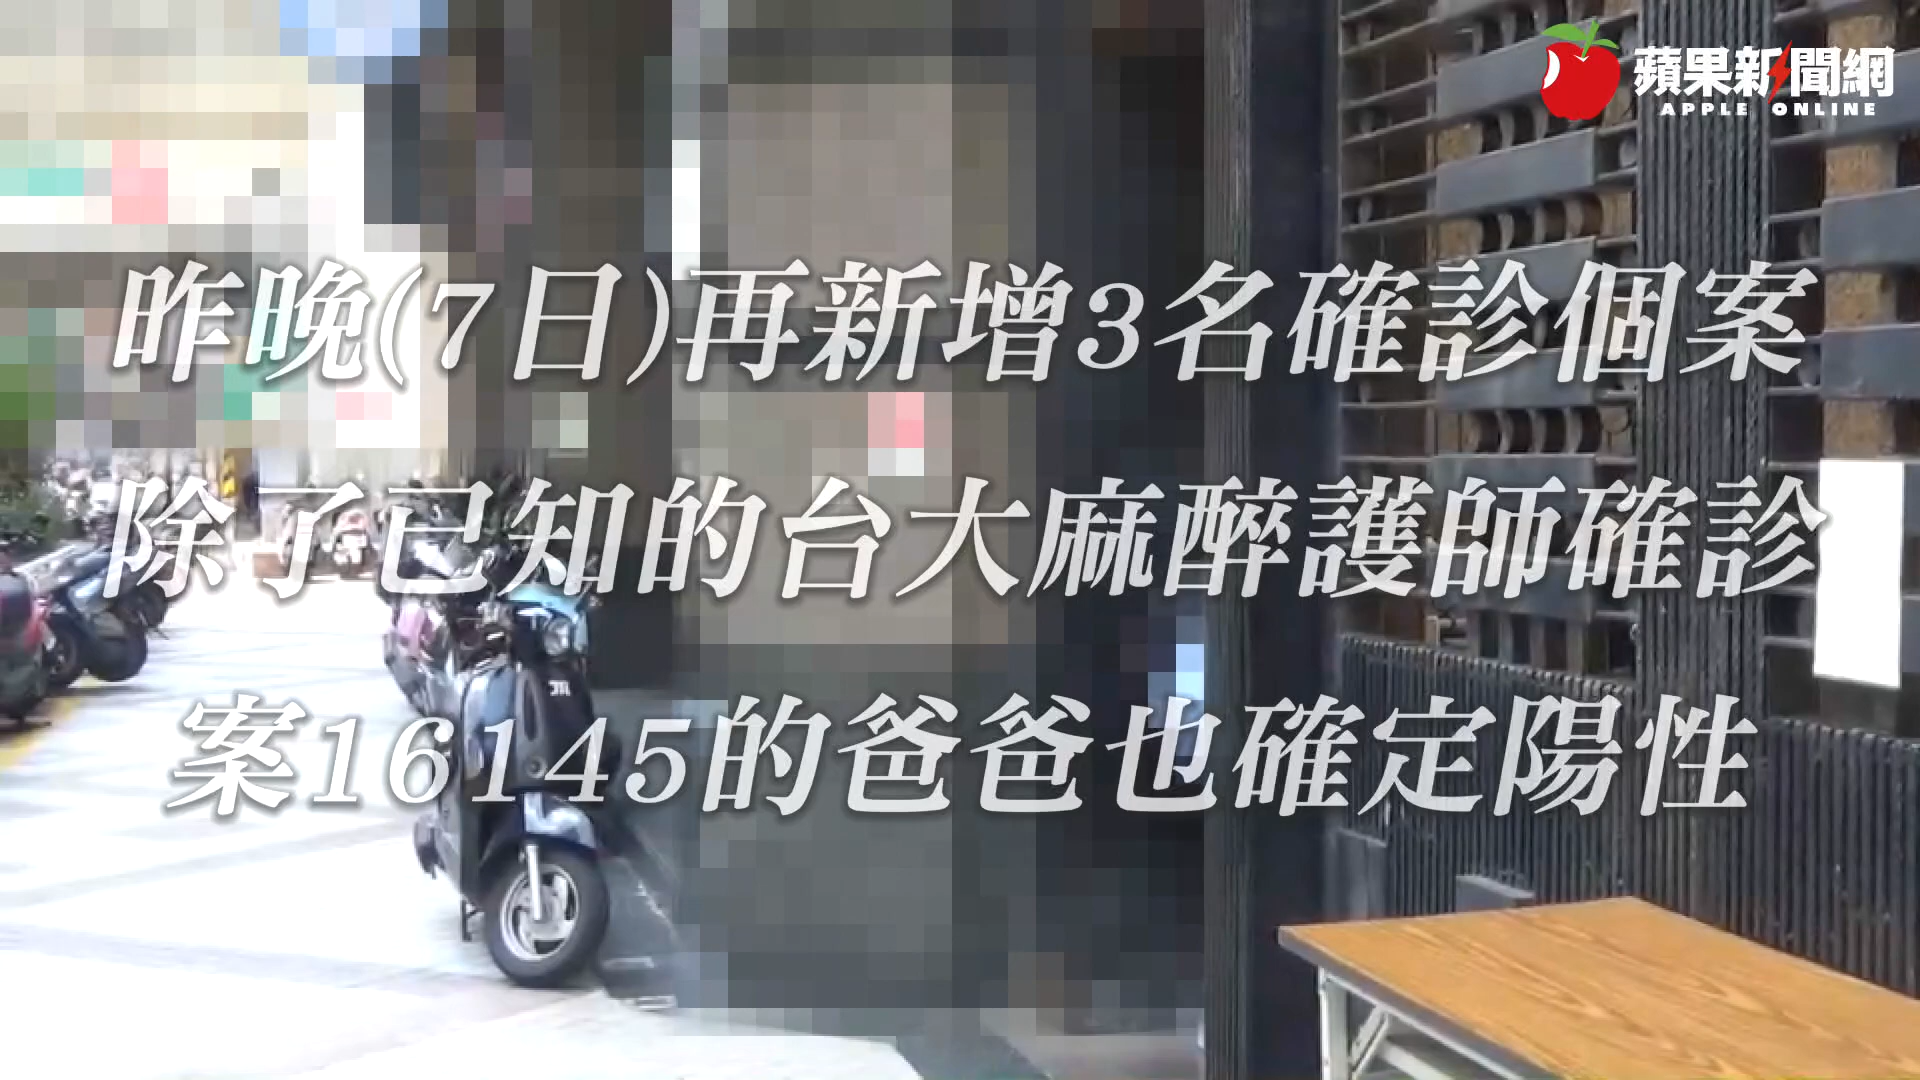 蘋果新聞網
APPLE ONLINE
昨晚(7日)再新增3名確診個案
除了已知的台大麻醉護師確診
案16145的爸爸也確定陽性